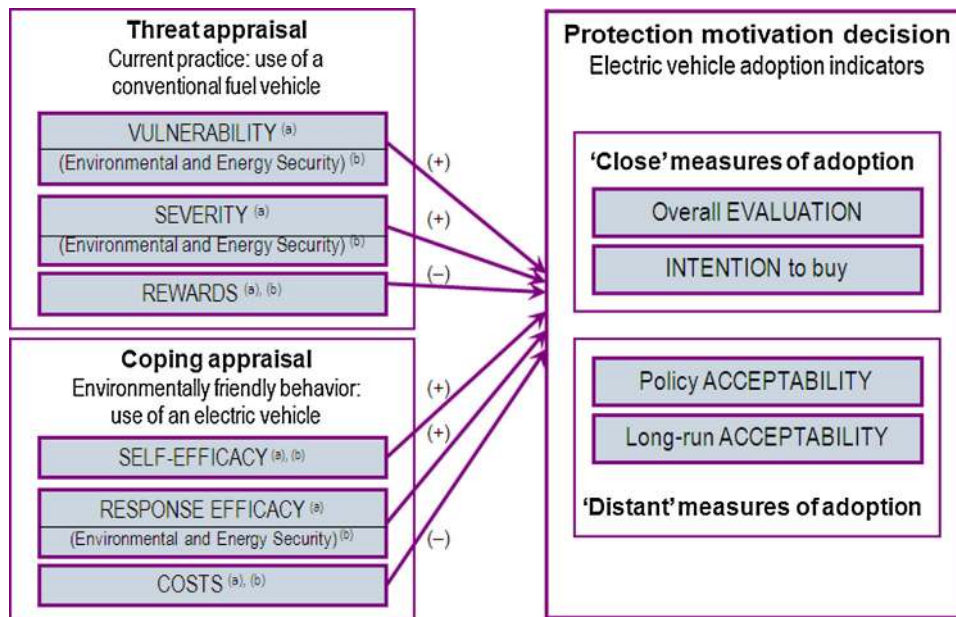 Threat appraisal
Current practice: use of a
conventional fuel vehicle
VULNERABILITY (a)
(Environmental and Energy Security) (b)
SEVERITY (a)
(Environmental and Energy Security) (b)
REWARDS (a), (b)
(+)
(+)
(–)
Coping appraisal
Environmentally friendly behavior:
use of an electric vehicle
SELF-EFFICACY (a), (b)
RESPONSE EFFICACY (a)
(Environmental and Energy Security) (b)
COSTS (a), (b)
(+)
(+)
(–)
Protection motivation decision
Electric vehicle adoption indicators
‘Close’ measures of adoption
Overall EVALUATION
INTENTION to buy
Policy ACCEPTABILITY
Long-run ACCEPTABILITY
‘Distant’ measures of adoption